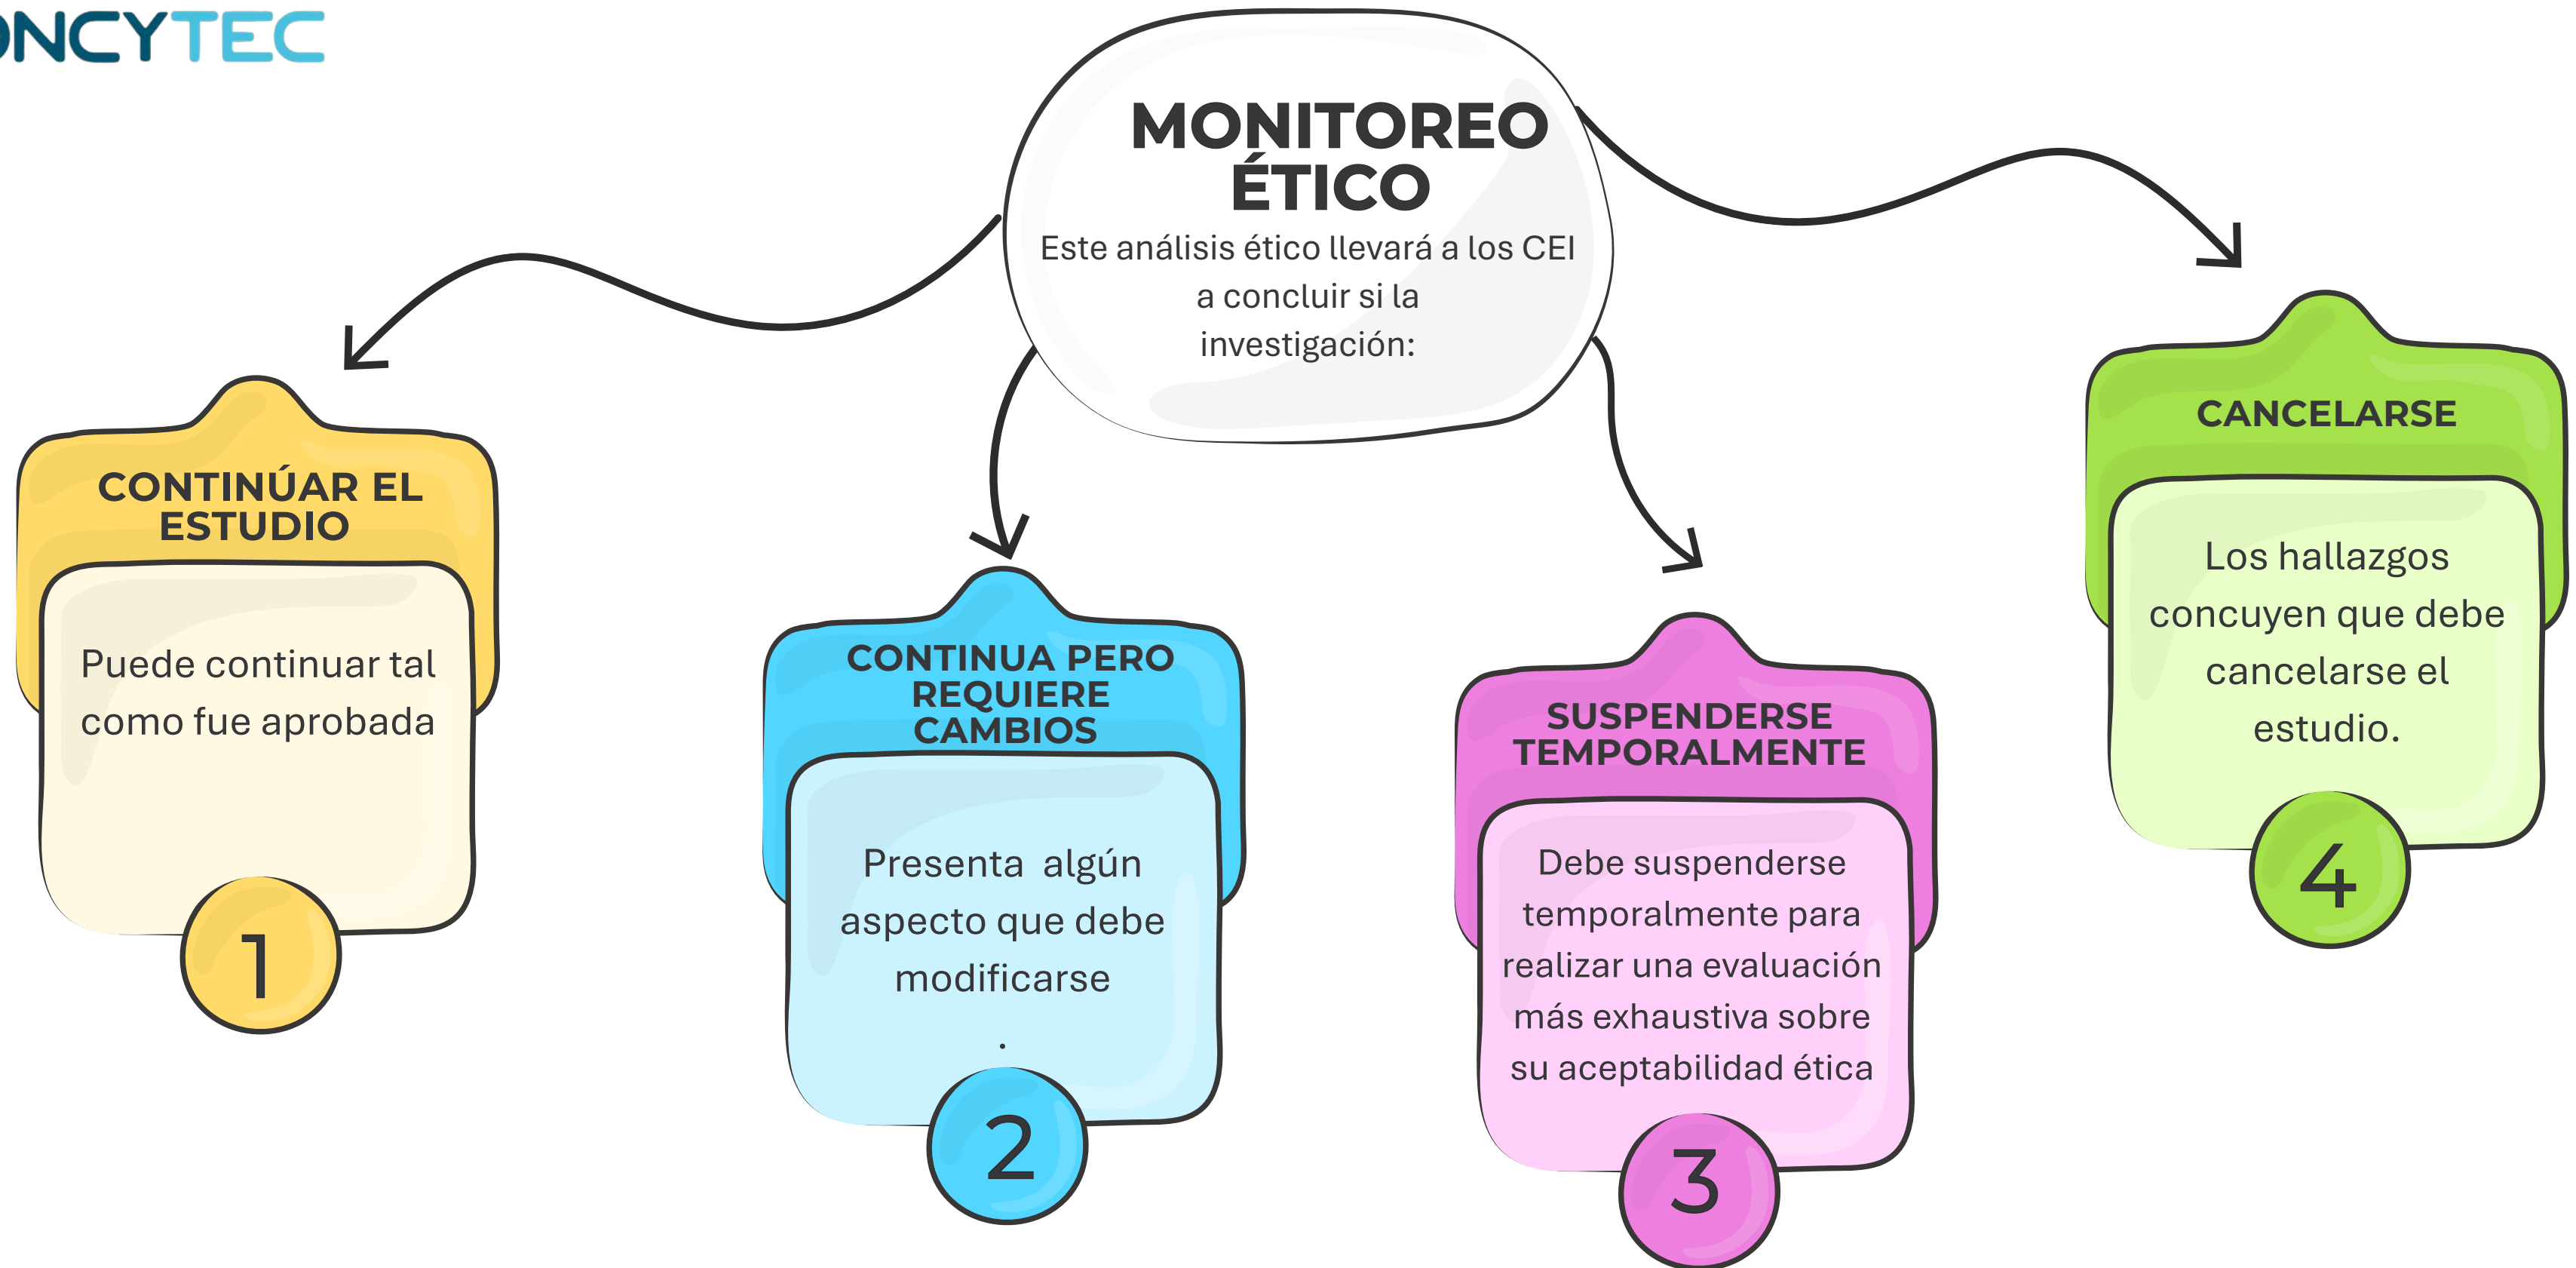 ONCYTEC
MONITOREO
ÉTICO
Este análisis ético llevará a los CEI
a concluir si la
investigación:
CONTINÚAR EL
ESTUDIO
Puede continuar tal
como fue aprobada
1
CONTINUA PERO
REQUIERE
CAMBIOS
Presenta  algún
aspecto que debe
modificarse
.
2
SUSPENDERSE
TEMPORALMENTE
Debe suspenderse
temporalmente para
realizar una evaluación
más exhaustiva sobre
su aceptabilidad ética
3
CANCELARSE
Los hallazgos
concuyen que debe
cancelarse el
estudio.
4